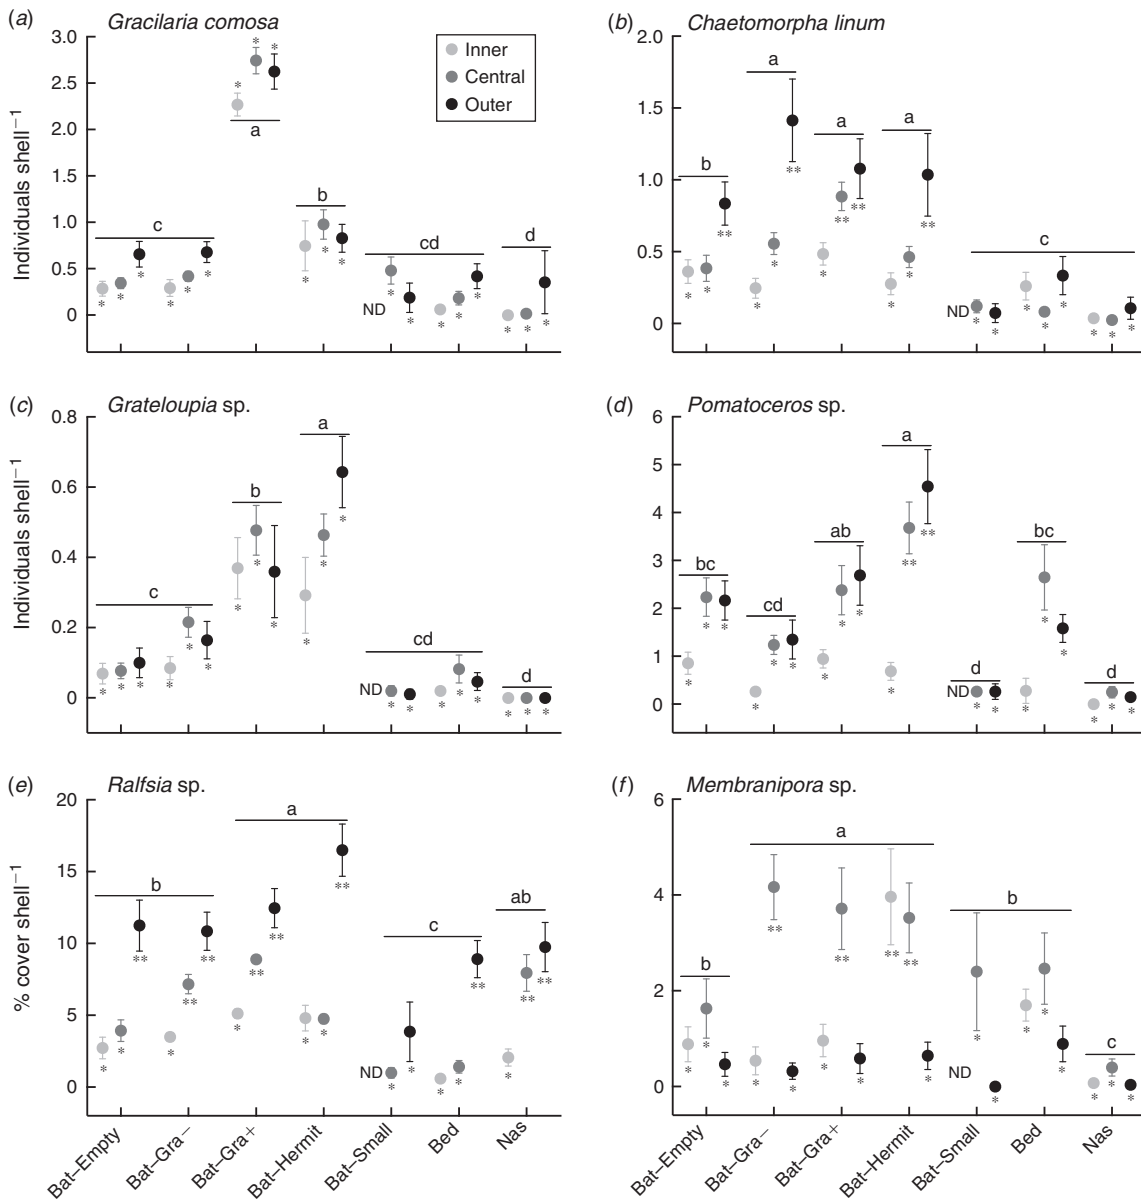 (a) Gracilaria comosa
3.0
2.5
2.0
1.5
1.0
0.5
0
Individuals shell−1
Inner
Central
Outer
* * *
a
c
b
cd
d
ND
* * * * * * * * * * * * * * * * *
(b) Chaetomorpha linum
2.0
1.5
1.0
0.5
0
b
a
a
a
c
ND
* * ** * * ** * ** ** * * ** * * * * * * * *
(c) Grateloupia sp.
0.8
0.6
0.4
0.2
0
Individuals shell−1
c
b
a
cd
d
ND
* * * * * * * * * * * * * * * * * * * *
(d) Pomatoceros sp.
6
5
4
3
2
1
0
bc
cd
ab
a
d
bc
d
ND
* * * * * * * * * * ** ** * * * * * * * *
(e) Ralfsia sp.
20
15
10
5
0
% cover shell−1
b
a
c
ab
ND
* * ** * ** ** * ** ** * * ** * * * * ** * ** **
Bat–Empty
Bat–Gra−
Bat–Gra+
Bat–Hermit
Bat–Small
Bed
Nas
(f) Membranipora sp.
6
4
2
0
b
a
b
c
ND
* * * * ** * * ** * ** ** * * * * * * * * *
Bat–Empty
Bat–Gra−
Bat–Gra+
Bat–Hermit
Bat–Small
Bed
Nas